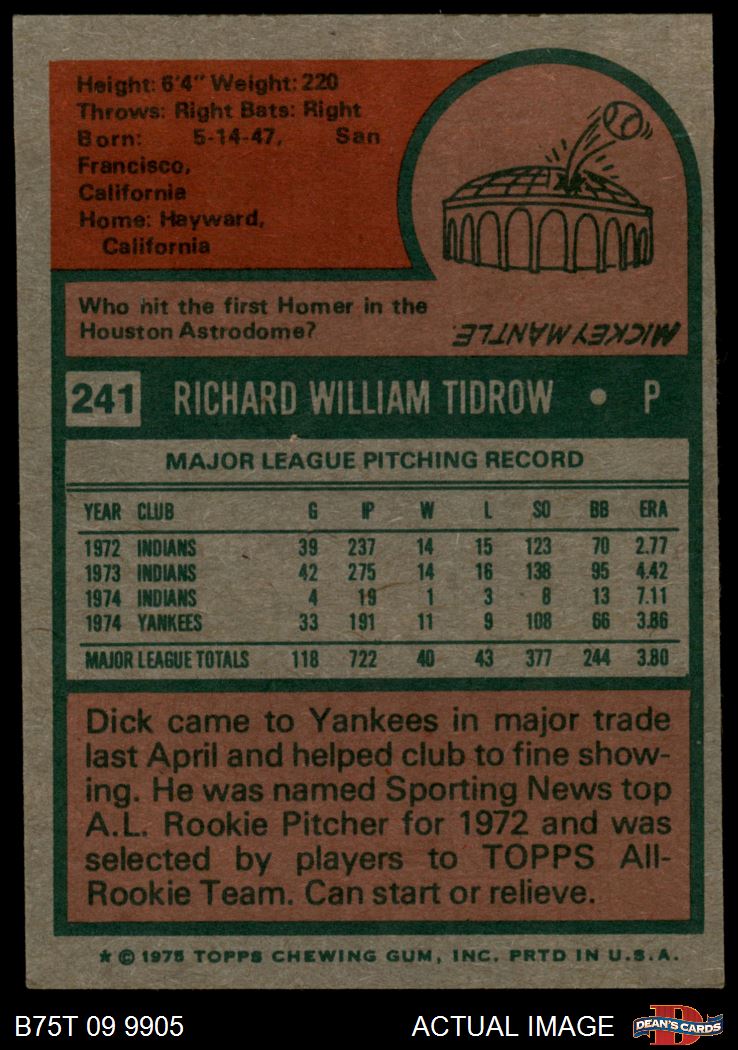 Height: 6'4" Weight: 220
Throws: Right Bats: Right
Born: 5-14-47, San
Francisco,
California
Home: Hayward,
California
Who hit the first Homer in the
Houston Astrodome?
MICKEY MANTLE.
241 RICHARD WILLIAM TIDROW • P
MAJOR LEAGUE PITCHING RECORD
YEAR CLUB G IP W L SO BB ERA
1972 INDIANS 39 237 14 15 123 70 2.77
1973 INDIANS 42 275 14 16 138 95 4.42
1974 INDIANS 4 19 1 3 8 13 7.11
1974 YANKEES 33 191 11 9 108 66 3.86
MAJOR LEAGUE TOTALS 118 722 40 43 377 244 3.80
Dick came to Yankees in major trade
last April and helped club to fine show-
ing. He was named Sporting News top
A.L. Rookie Pitcher for 1972 and was
selected by players to TOPPS All-
Rookie Team. Can start or relieve.
* © 1975 TOPPS CHEWING GUM, INC. PRTD IN U.S.A.
B75T 09 9905 ACTUAL IMAGE DEAN'S CARDS